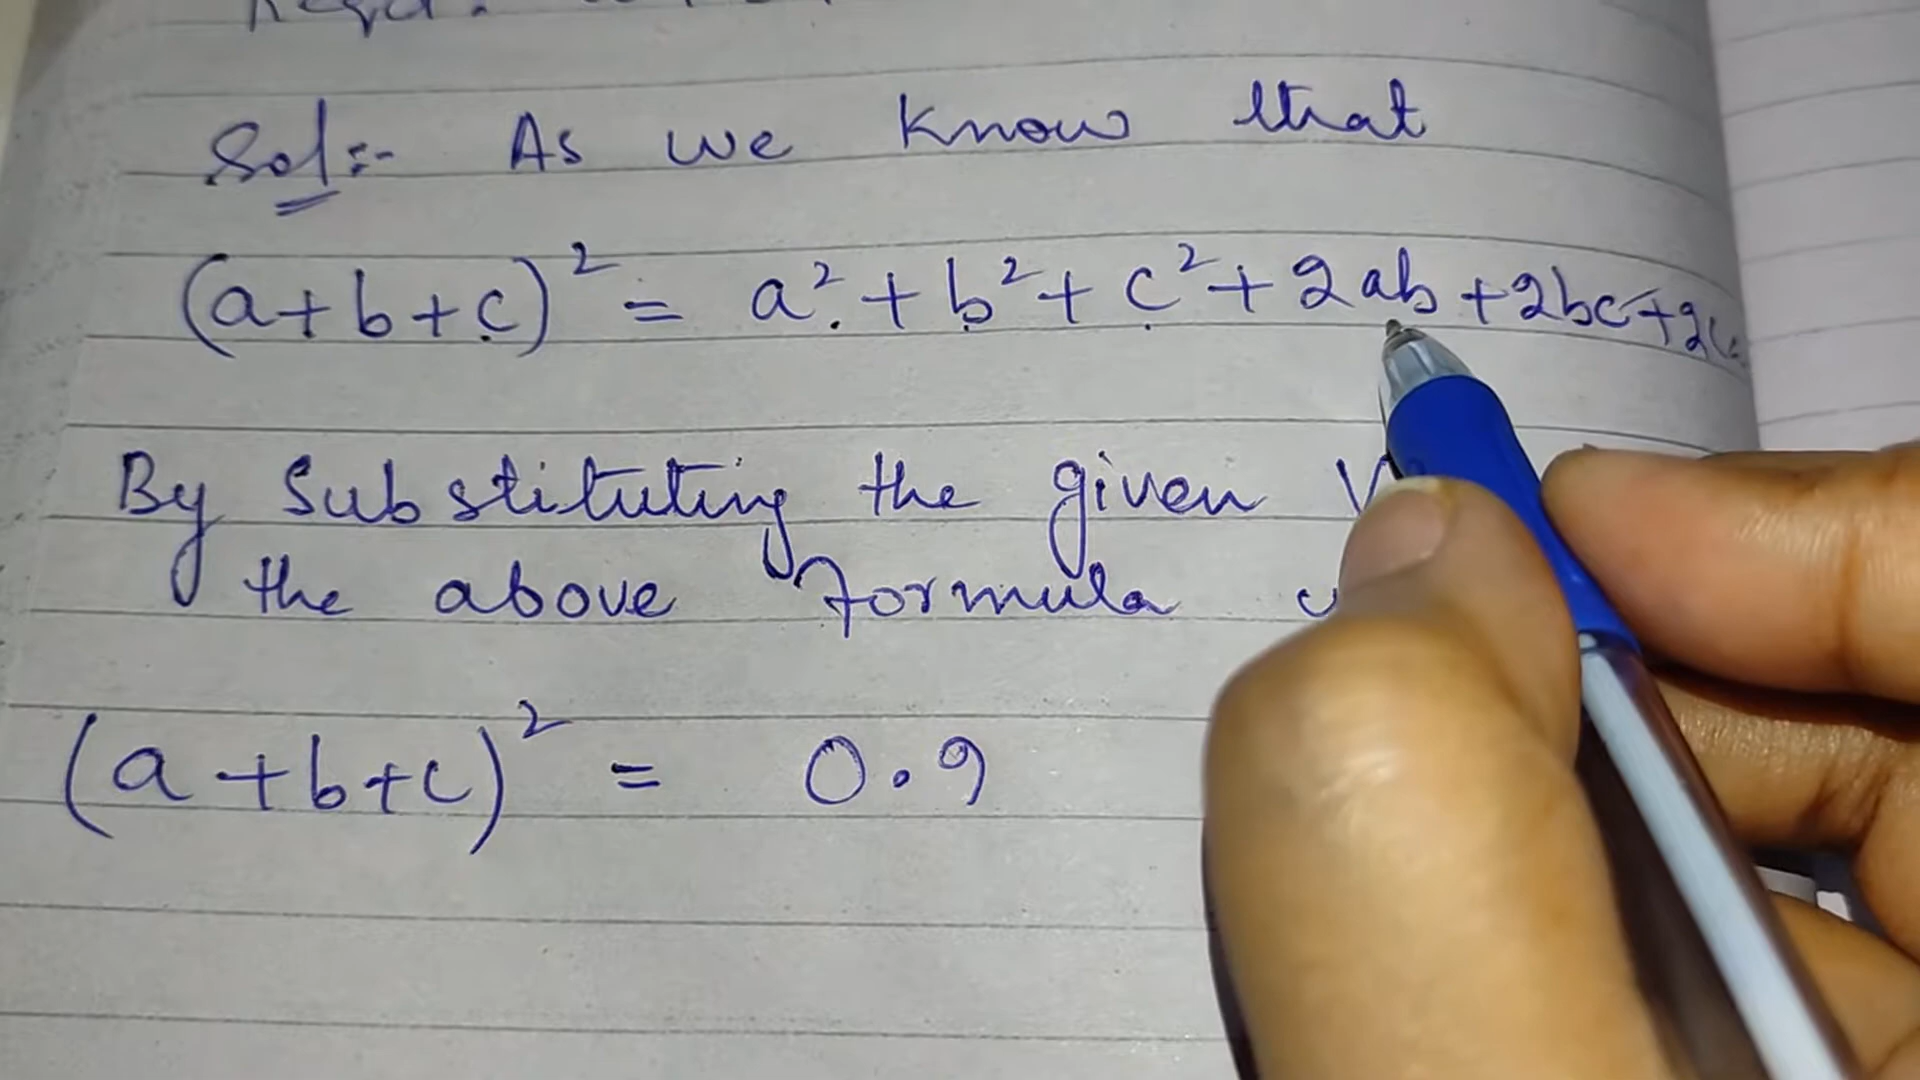 Sol:- As we know that
(a+b+c)² = a² + b² + c² + 2ab + 2bc + 2c
By Substituting the given
the above formula
(a+b+c)² = 0.9